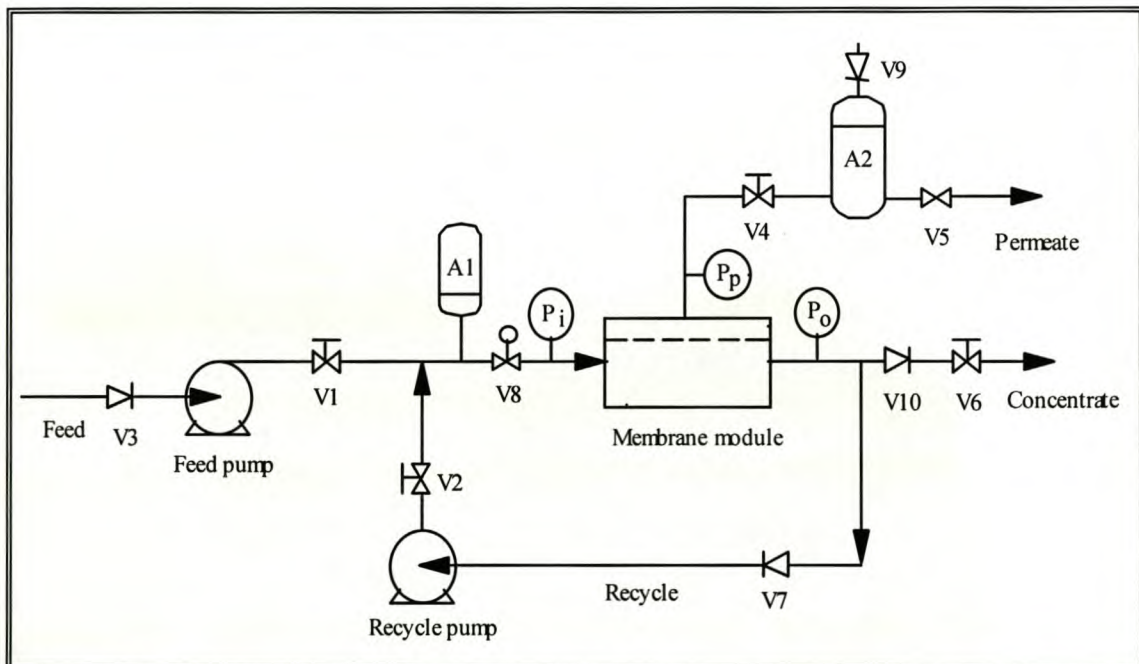 V9
A2
V4
V5
Permeate
A1
Pp
Pi
Po
V1
V8
V10
V6
Concentrate
Feed
V3
Feed pump
Membrane module
V2
Recycle
V7
Recycle pump